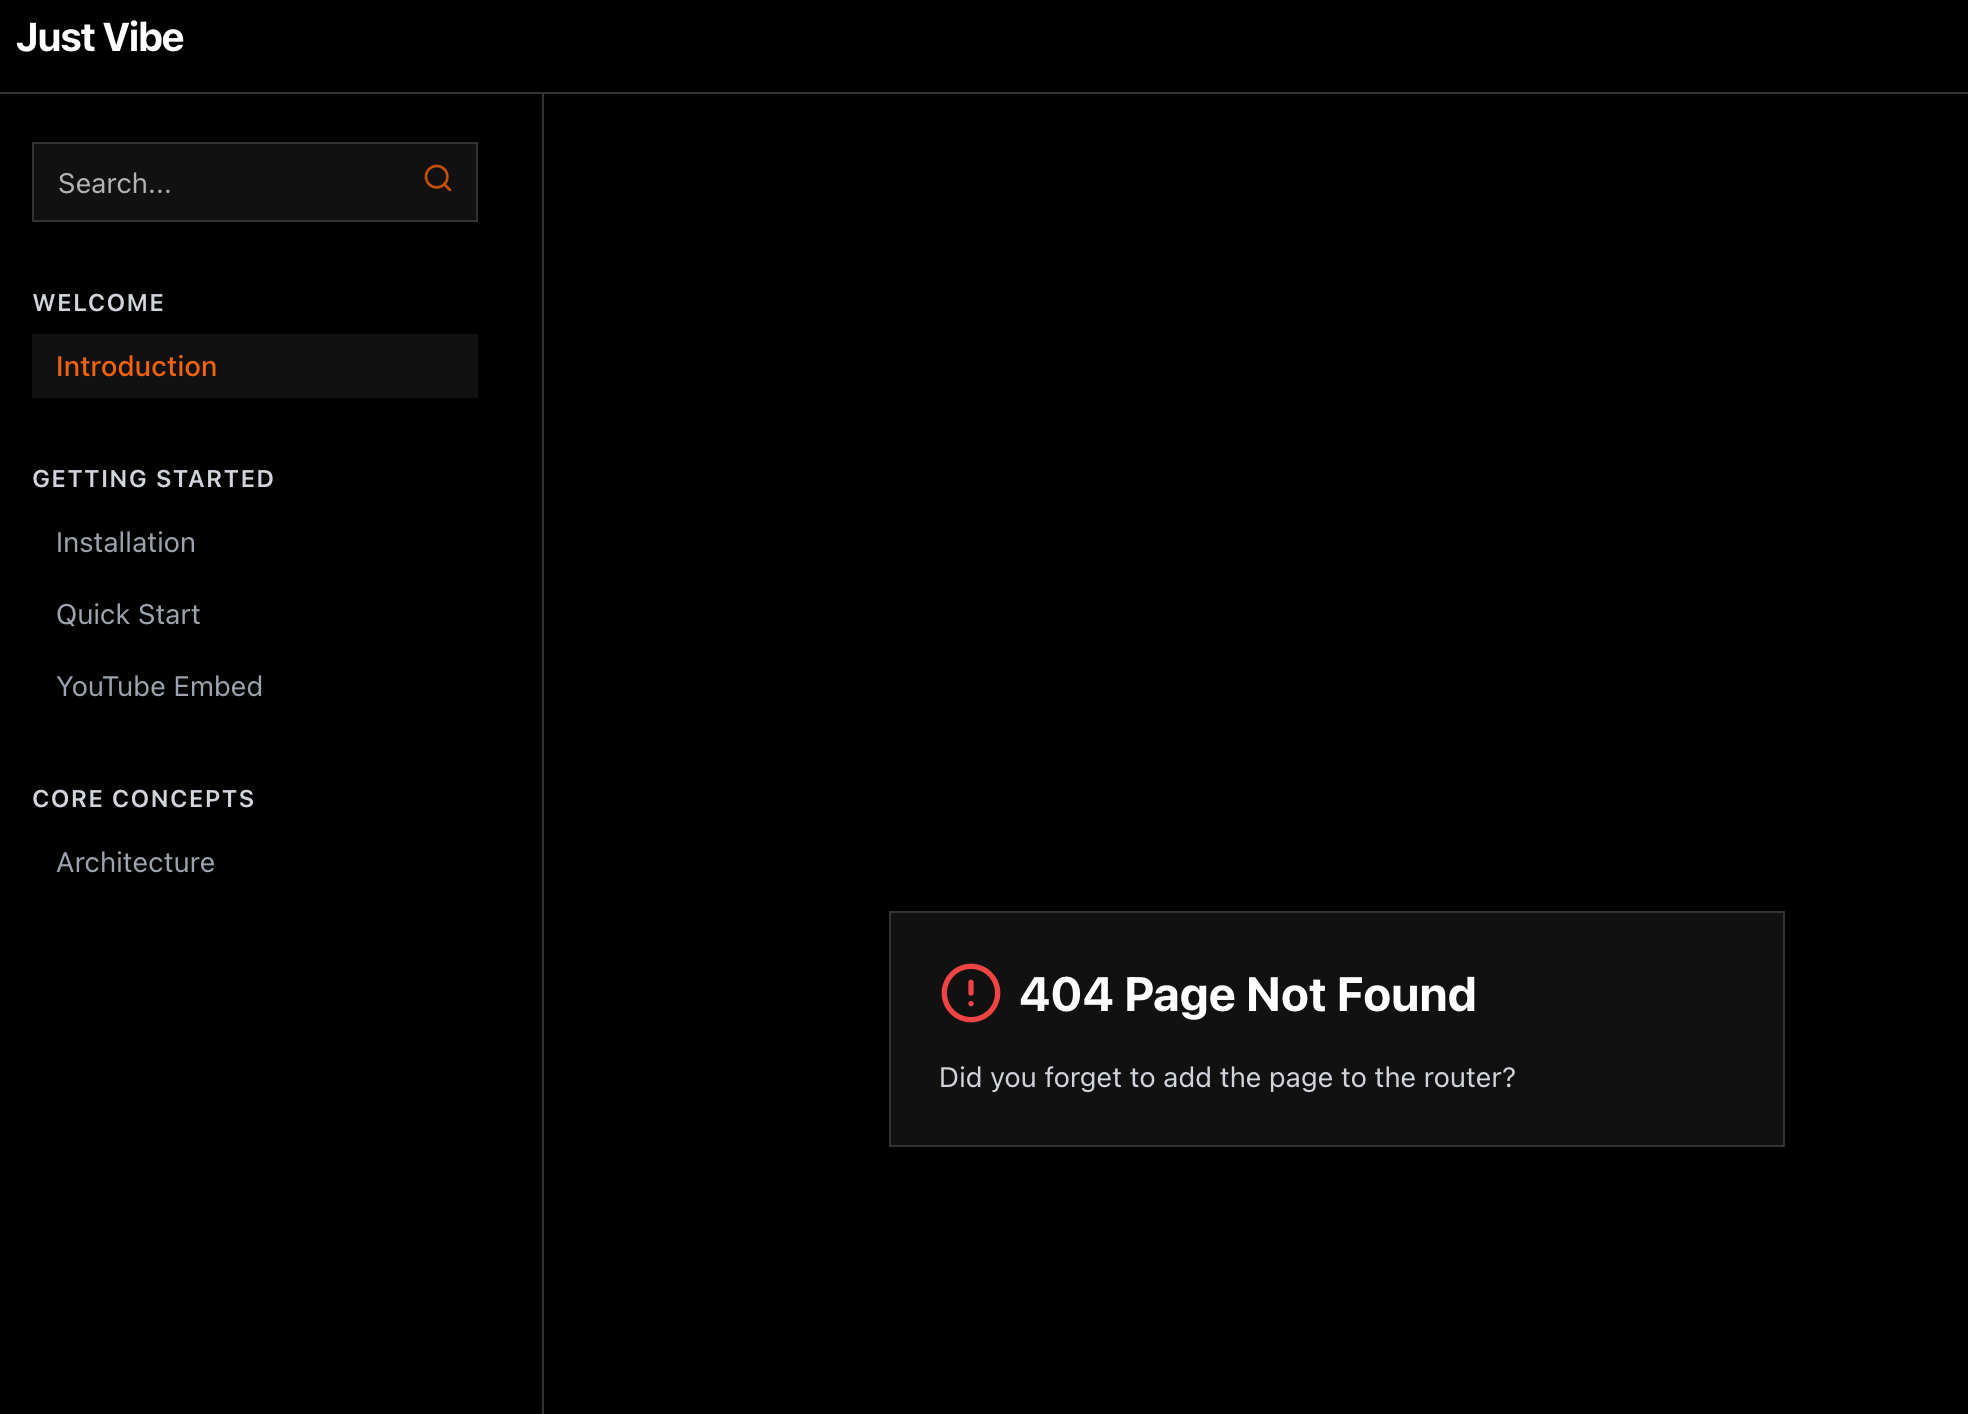 Just Vibe
Search...
WELCOME
Introduction
GETTING STARTED
Installation
Quick Start
YouTube Embed
CORE CONCEPTS
Architecture
404 Page Not Found
Did you forget to add the page to the router?